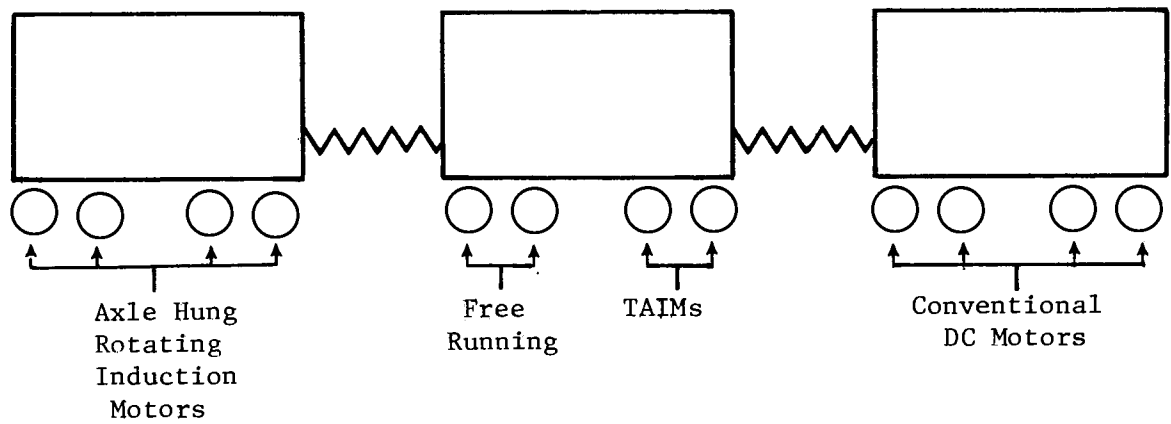 Axle Hung
Rotating
Induction
Motors
Free
Running
TAIMs
Conventional
DC Motors